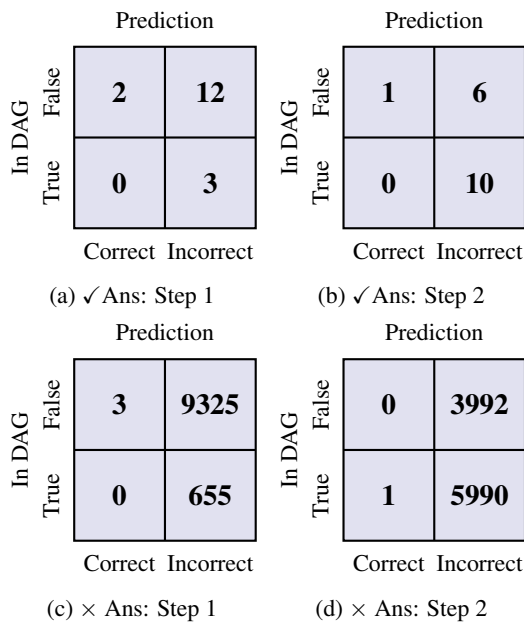 Prediction Prediction
In DAG False 2 12 In DAG False 1 6
True 0 3 True 0 10
Correct Incorrect Correct Incorrect
(a) ✓Ans: Step 1 (b) ✓Ans: Step 2
Prediction Prediction
In DAG False 3 9325 In DAG False 0 3992
True 0 655 True 1 5990
Correct Incorrect Correct Incorrect
(c) × Ans: Step 1 (d) × Ans: Step 2